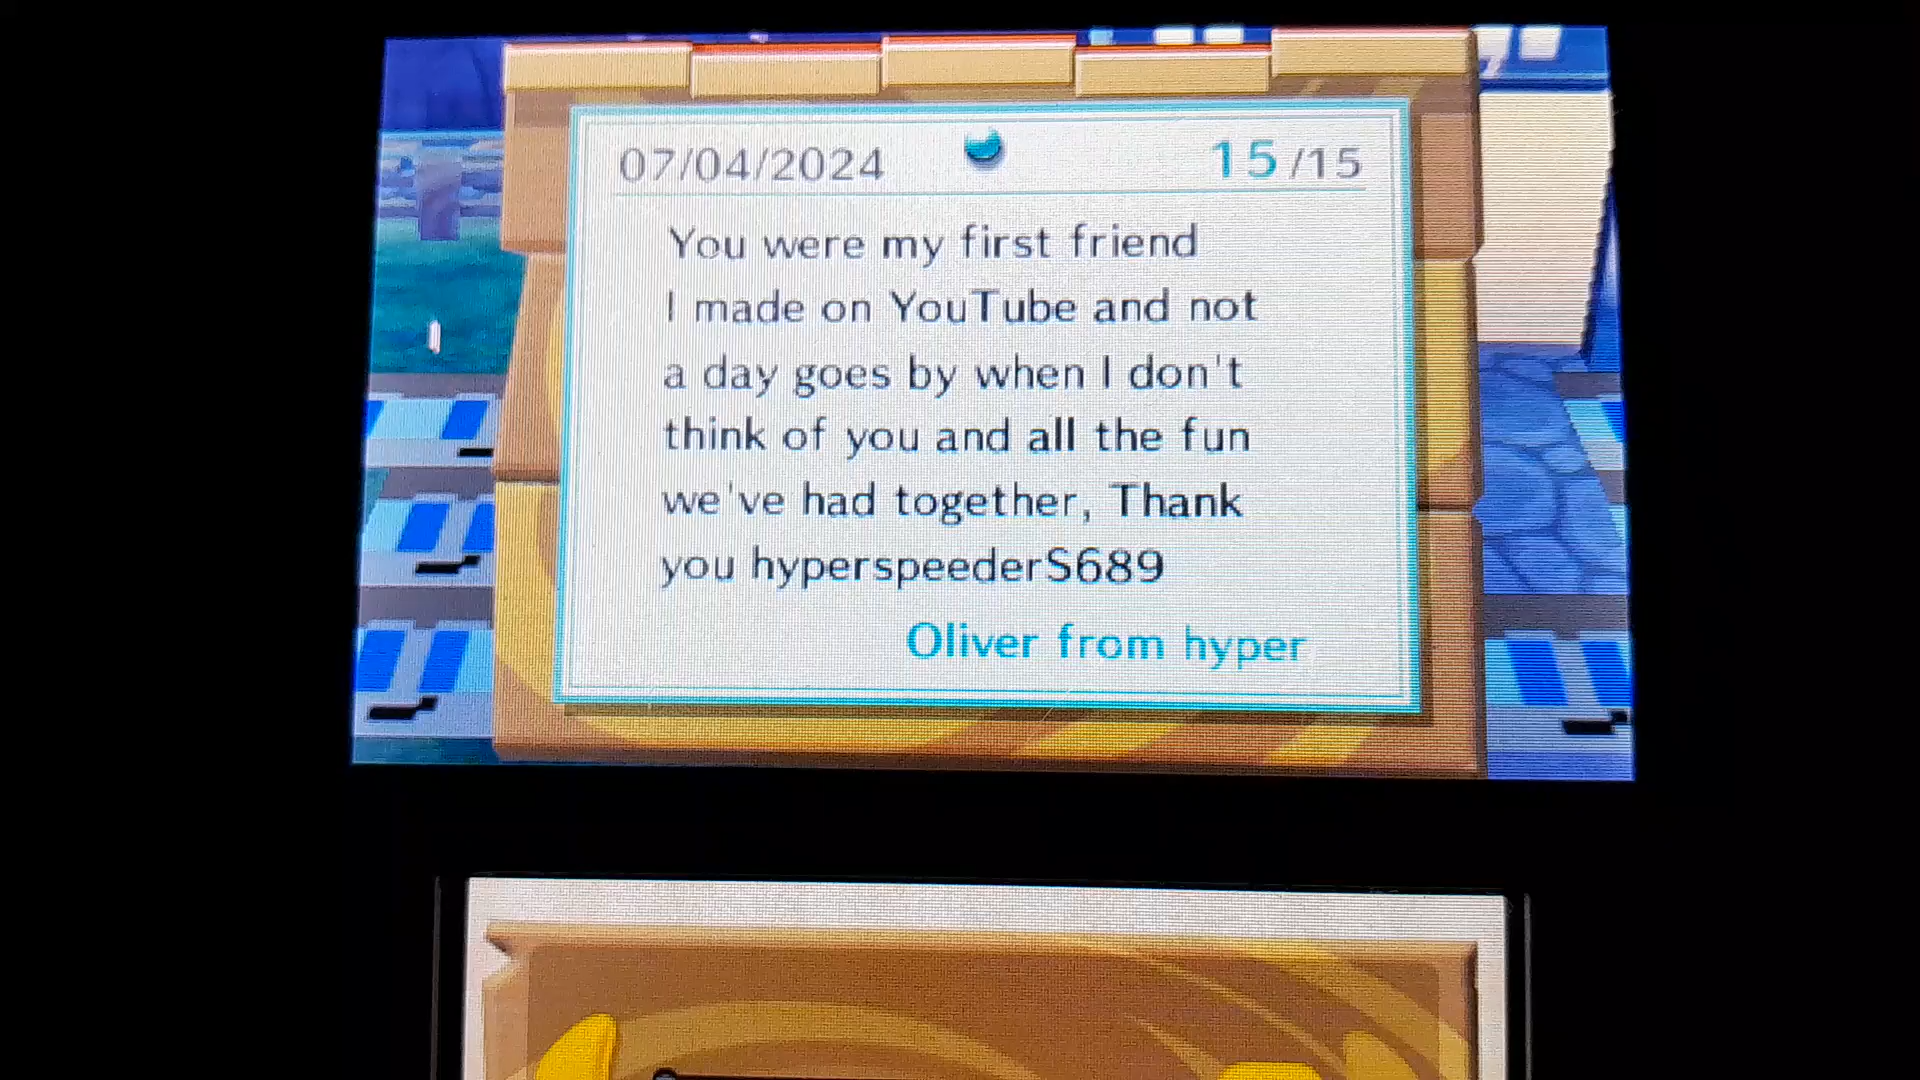 07/04/2024 15/15
You were my first friend
I made on YouTube and not
a day goes by when I don't
think of you and all the fun
we've had together, Thank
you hyperspeederS689
Oliver from hyper